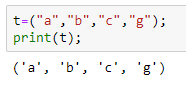 t=("a","b","c","g");
print(t);
('a', 'b', 'c', 'g')